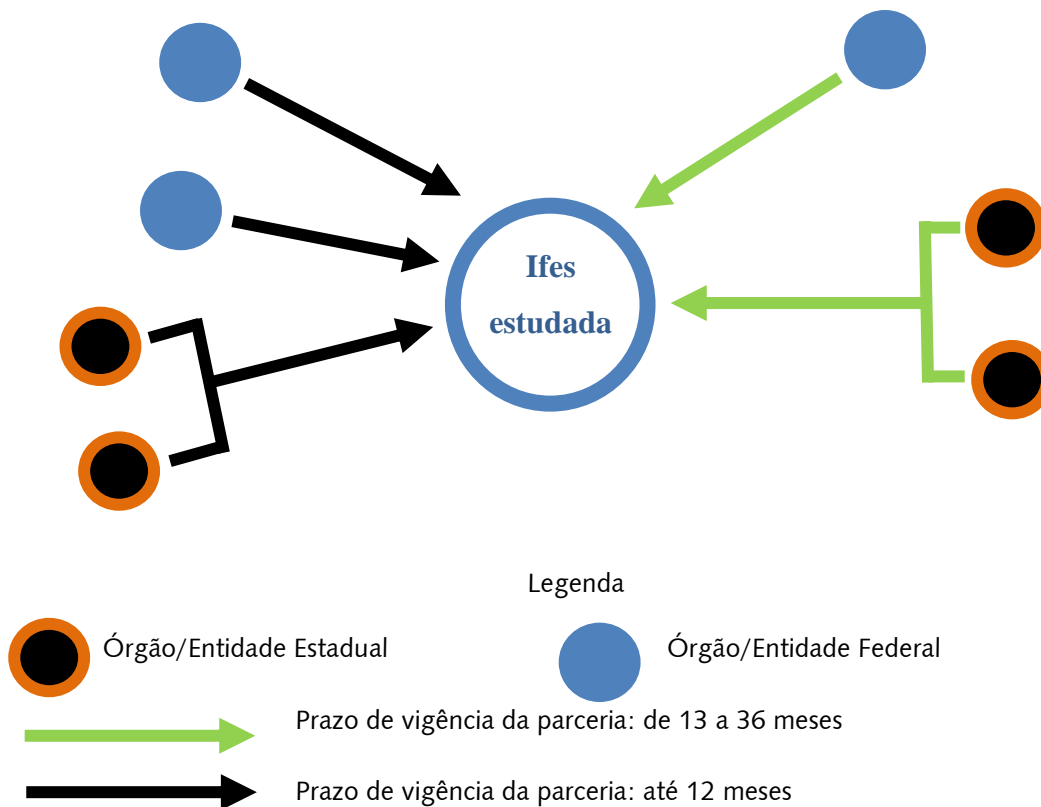 Ifes
estudada
Legenda
Órgão/Entidade Estadual
Órgão/Entidade Federal
Prazo de vigência da parceria: de 13 a 36 meses
Prazo de vigência da parceria: até 12 meses